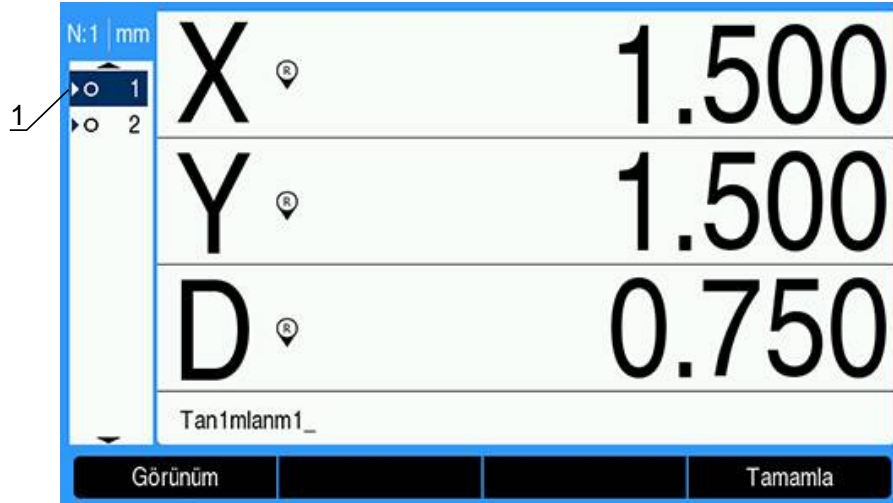 N:1 mm
1
2
1
X R 1.500
Y R 1.500
D R 0.750
Tan1mlanm1_
Görünüm Tamamla